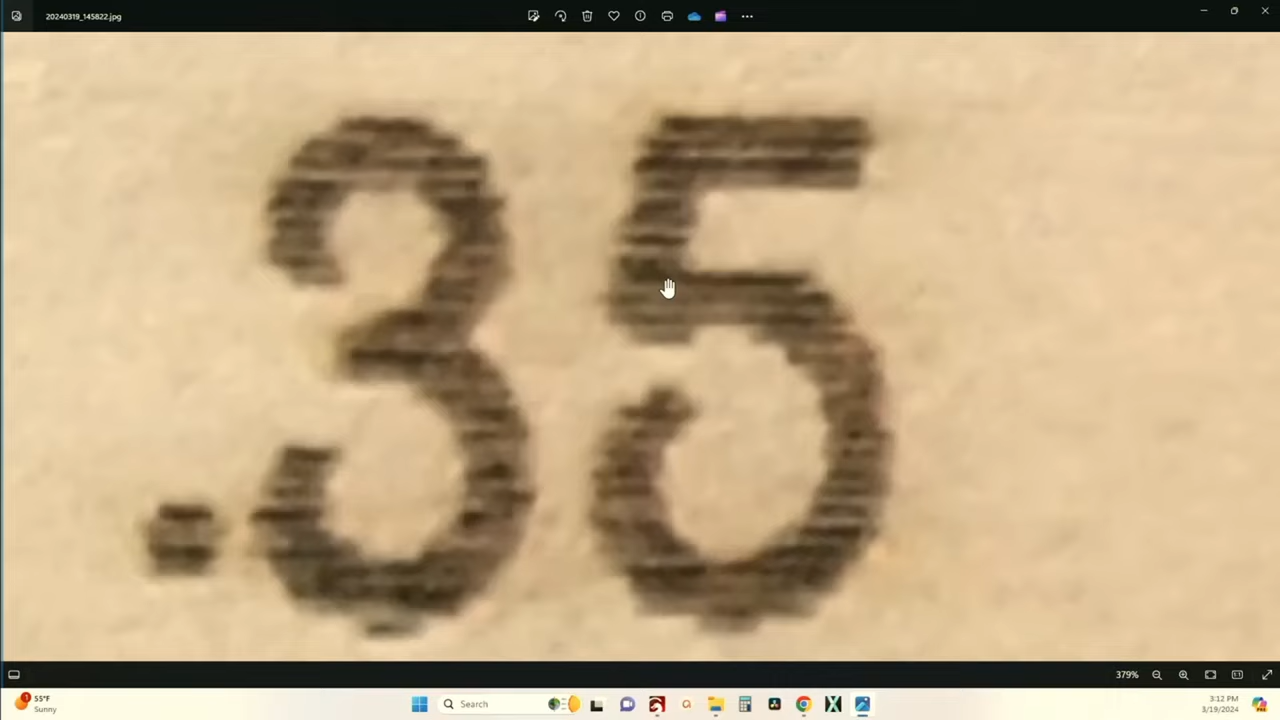 20240319_145822.jpg
.35
379%
55°F
Sunny
Search
3:12 PM
3/19/2024